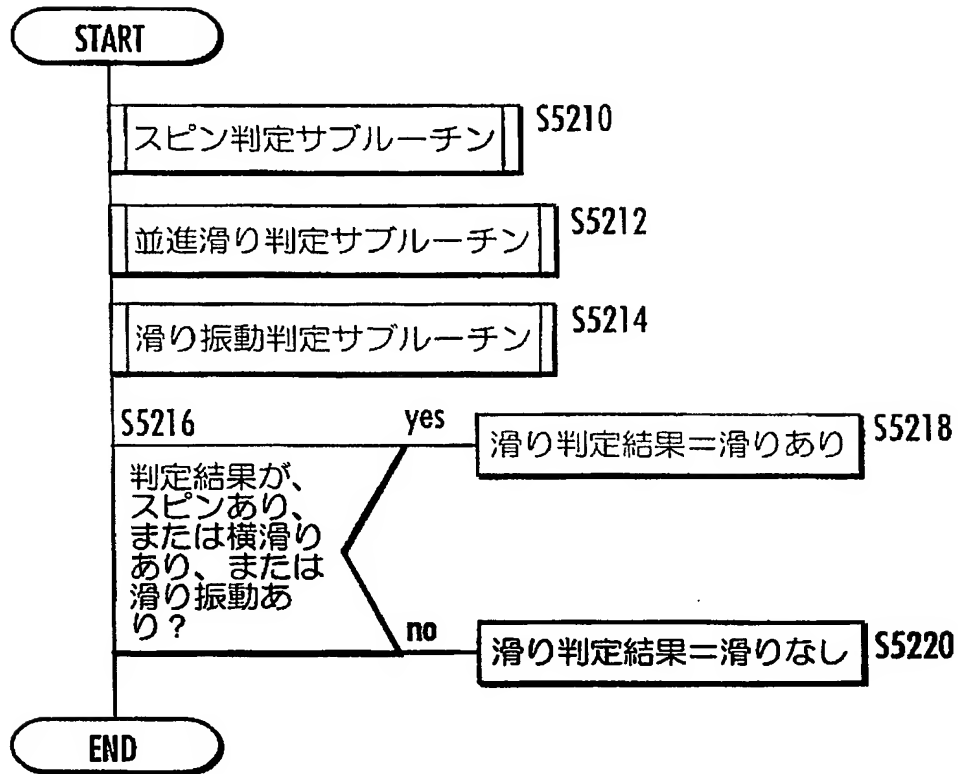 START
スピン判定サブルーチン
S5210
並進滑り判定サブルーチン
S5212
滑り振動判定サブルーチン
S5214
S5216
yes
滑り判定結果＝滑りあり
S5218
判定結果が、
スピンあり、
または横滑り
あり、または
滑り振動あ
り？
no
滑り判定結果＝滑りなし
S5220
END